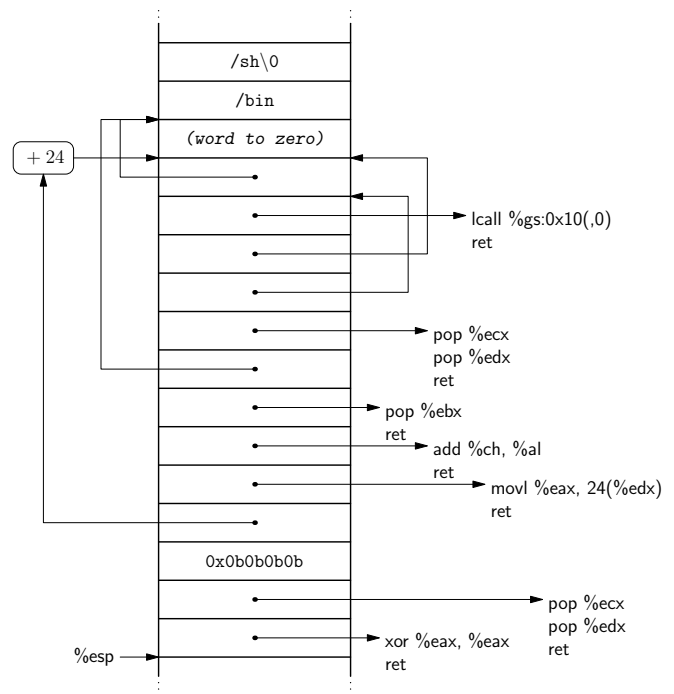 /sh\0
/bin
(word to zero)
+ 24
lcall %gs:0x10(,0)
ret
pop %ecx
pop %edx
ret
pop %ebx
ret
add %ch, %al
ret
movl %eax, 24(%edx)
ret
0x0b0b0b0b
pop %ecx
pop %edx
ret
xor %eax, %eax
ret
%esp